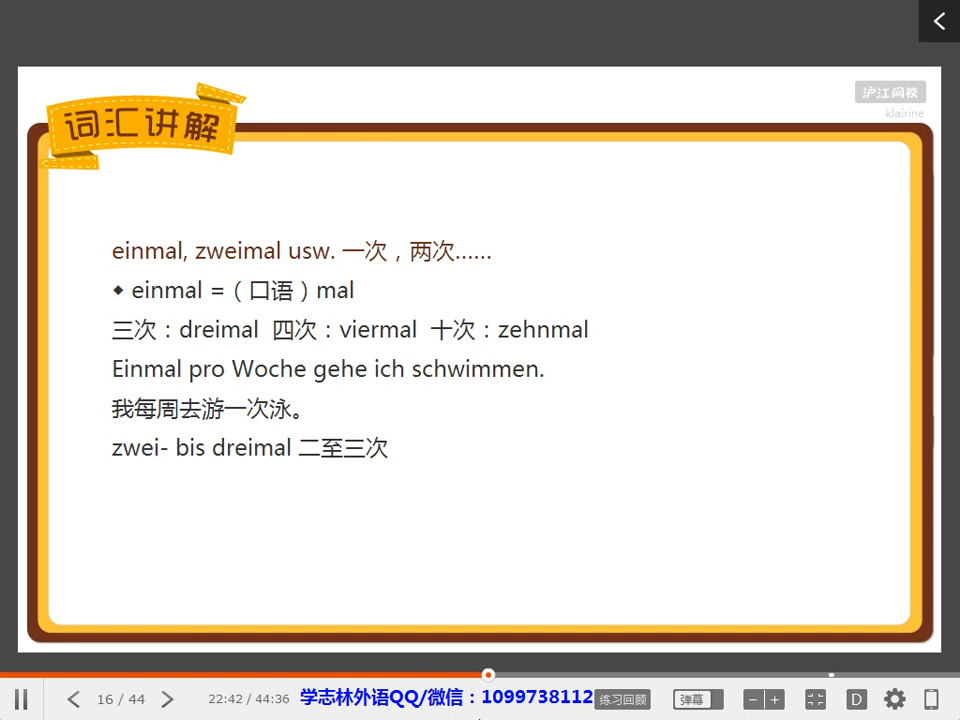 沪江网校
klairine
词汇讲解
einmal, zweimal usw. 一次，两次……
◆ einmal =（口语）mal
三次：dreimal 四次：viermal 十次：zehnmal
Einmal pro Woche gehe ich schwimmen.
我每周去游一次泳。
zwei- bis dreimal 二至三次
16 / 44 22:42 / 44:36 学志林外语QQ/微信：1099738112 练习回顾 弹幕 D